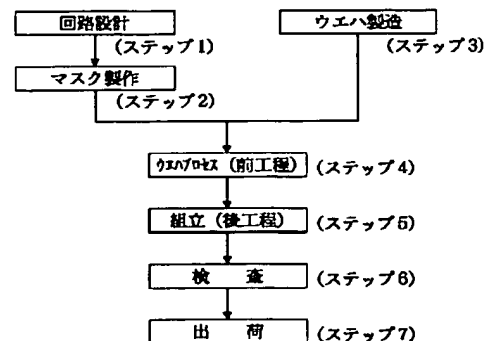 回路設計
(ステップ1)
ウエハ製造
(ステップ3)
マスク製作
(ステップ2)
ウエハプロセス (前工程)
(ステップ4)
組立 (後工程)
(ステップ5)
検 査
(ステップ6)
出 荷
(ステップ7)